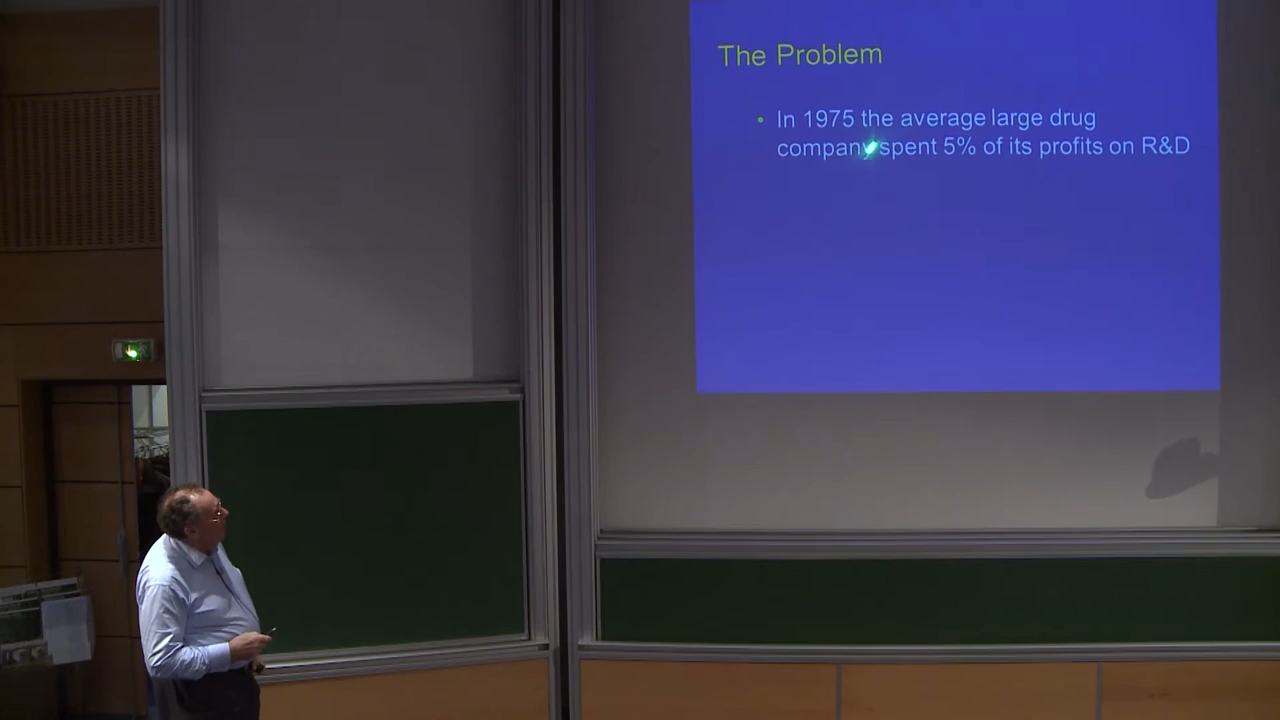 The Problem
• In 1975 the average large drug
company spent 5% of its profits on R&D